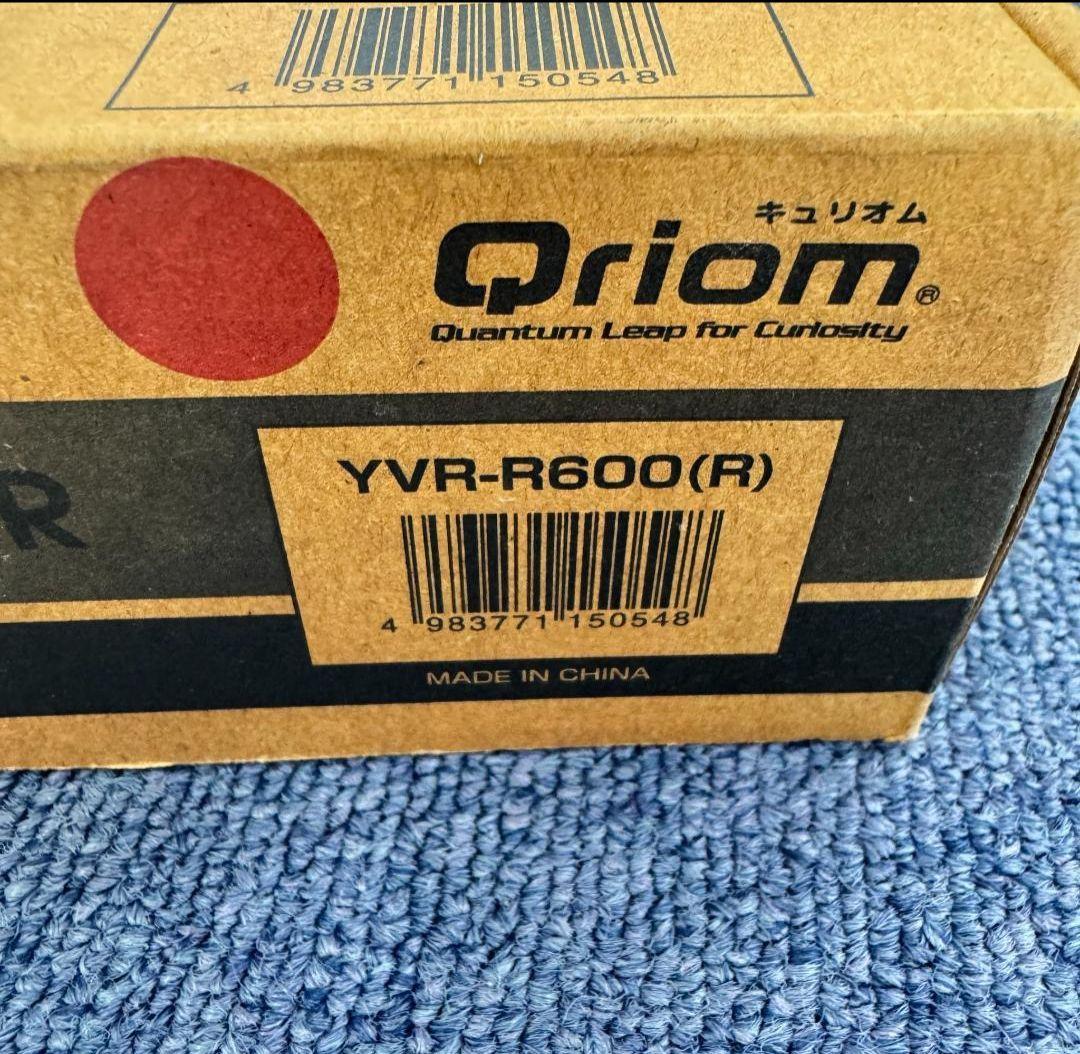 4 983771 150548
キュリオム
Qriom®
Quantum Leap for Curiosity
YVR-R600(R)
R
4 983771 150548
MADE IN CHINA